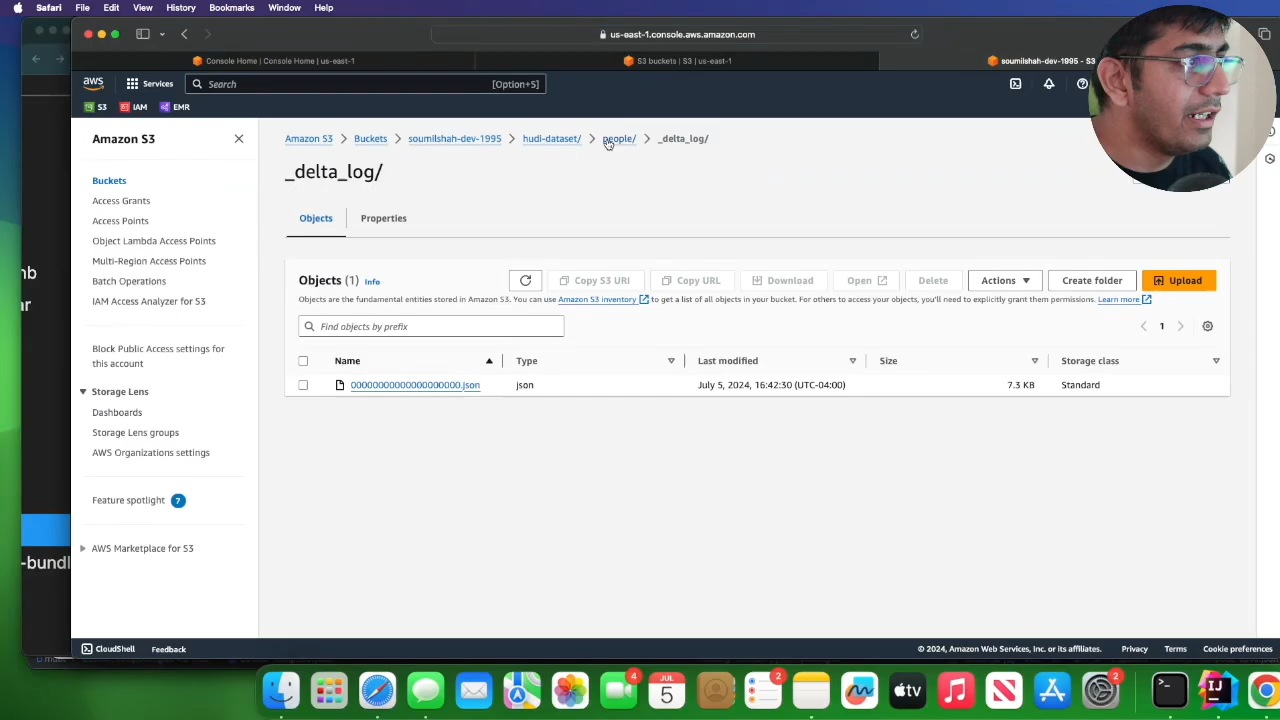 Safari File Edit View History Bookmarks Window Help
us-east-1.console.aws.amazon.com
Console Home | Console Home | us-east-1
S3 buckets | S3 | us-east-1
soumilshah-dev-1995 - S3
aws Services Search [Option+S]
S3 IAM EMR
Amazon S3
Buckets
Access Grants
Access Points
Object Lambda Access Points
Multi-Region Access Points
Batch Operations
IAM Access Analyzer for S3
Block Public Access settings for
this account
Storage Lens
Dashboards
Storage Lens groups
AWS Organizations settings
Feature spotlight 7
AWS Marketplace for S3
Amazon S3 > Buckets > soumilshah-dev-1995 > hudi-dataset/ > people/ > _delta_log/
_delta_log/
Objects Properties
Objects (1) Info
Copy S3 URI Copy URL Download Open Delete Actions Create folder Upload
Objects are the fundamental entities stored in Amazon S3. You can use Amazon S3 inventory to get a list of all objects in your bucket. For others to access your objects, you'll need to explicitly grant them permissions. Learn more
Find objects by prefix
1
Name Type Last modified Size Storage class
00000000000000000000.json json July 5, 2024, 16:42:30 (UTC-04:00) 7.3 KB Standard
nb
ar
-bundl
CloudShell Feedback
© 2024, Amazon Web Services, Inc. or its affiliates. Privacy Terms Cookie preferences
4
JUL
5
2
tv
2
IJ